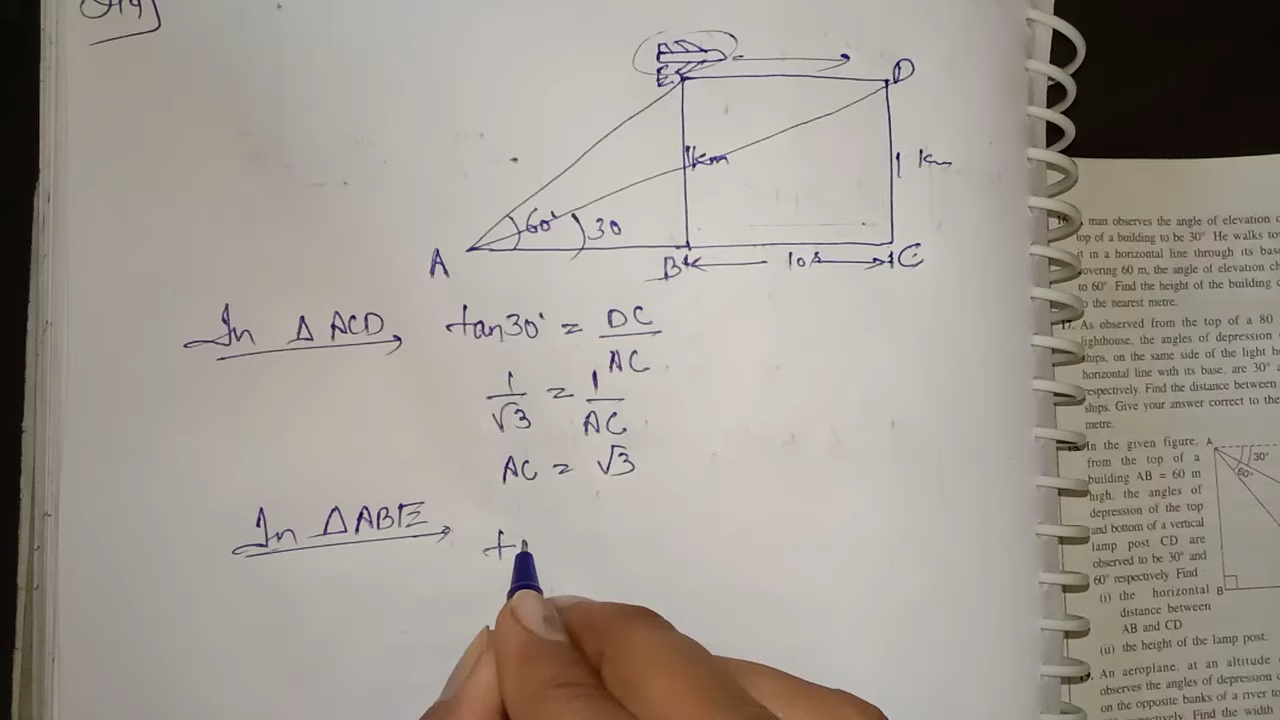 E
D
1 km
1 km
60°
30
A
B
10s
C
In △ ACD,
tan30° = DC
AC
1 = 1
√3 AC
AC = √3
In △ABE
man observes the angle of elevation
top of a building to be 30° He walks
it in a horizontal line through its
covering 60 m, the angle of elevation
to 60° Find the height of the building
to the nearest metre.
17. As observed from the top of a 80
lighthouse, the angles of depression
ships, on the same side of the light
horizontal line with its base, are 30°
respectively. Find the distance between
ships. Give your answer correct to the
metre.
In the given figure,
from the top of a
building AB = 60 m
high, the angles of
depression of the top
and bottom of a vertical
lamp post CD are
observed to be 30° and
60° respectively. Find
(i) the horizontal
distance between
AB and CD
(ii) the height of the lamp post.
A
30°
60°
B
An aeroplane, at an altitude
observes the angles of depression
on the opposite banks of a river
respectively. Find the width